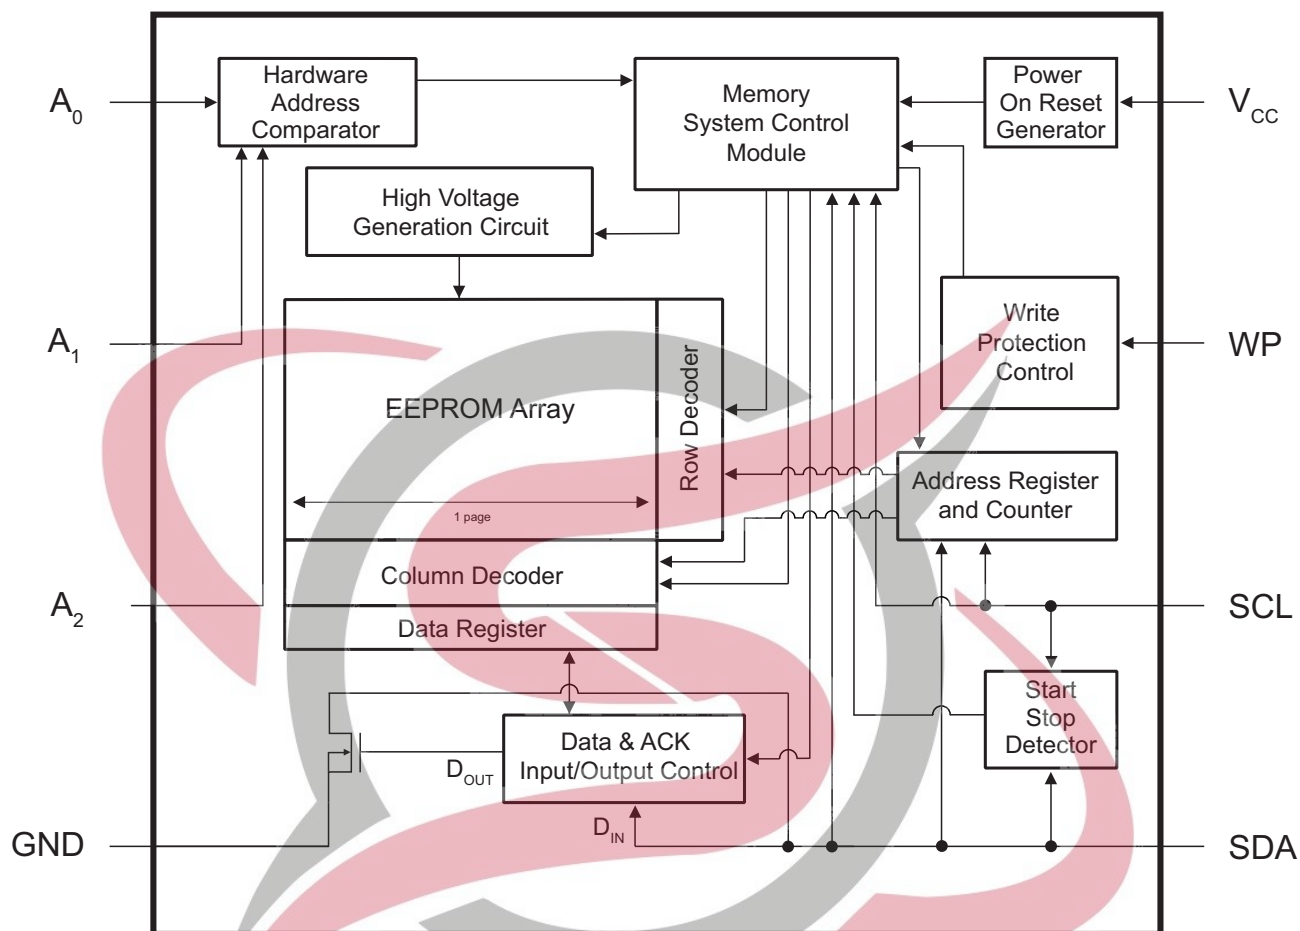 A0
Hardware
Address
Comparator
Memory
System Control
Module
Power
On Reset
Generator
VCC
High Voltage
Generation Circuit
A1
EEPROM Array
1 page
Row Decoder
Write
Protection
Control
WP
Address Register
and Counter
Column Decoder
Data Register
A2
SCL
Start
Stop
Detector
Data & ACK
Input/Output Control
DOUT
DIN
GND
SDA